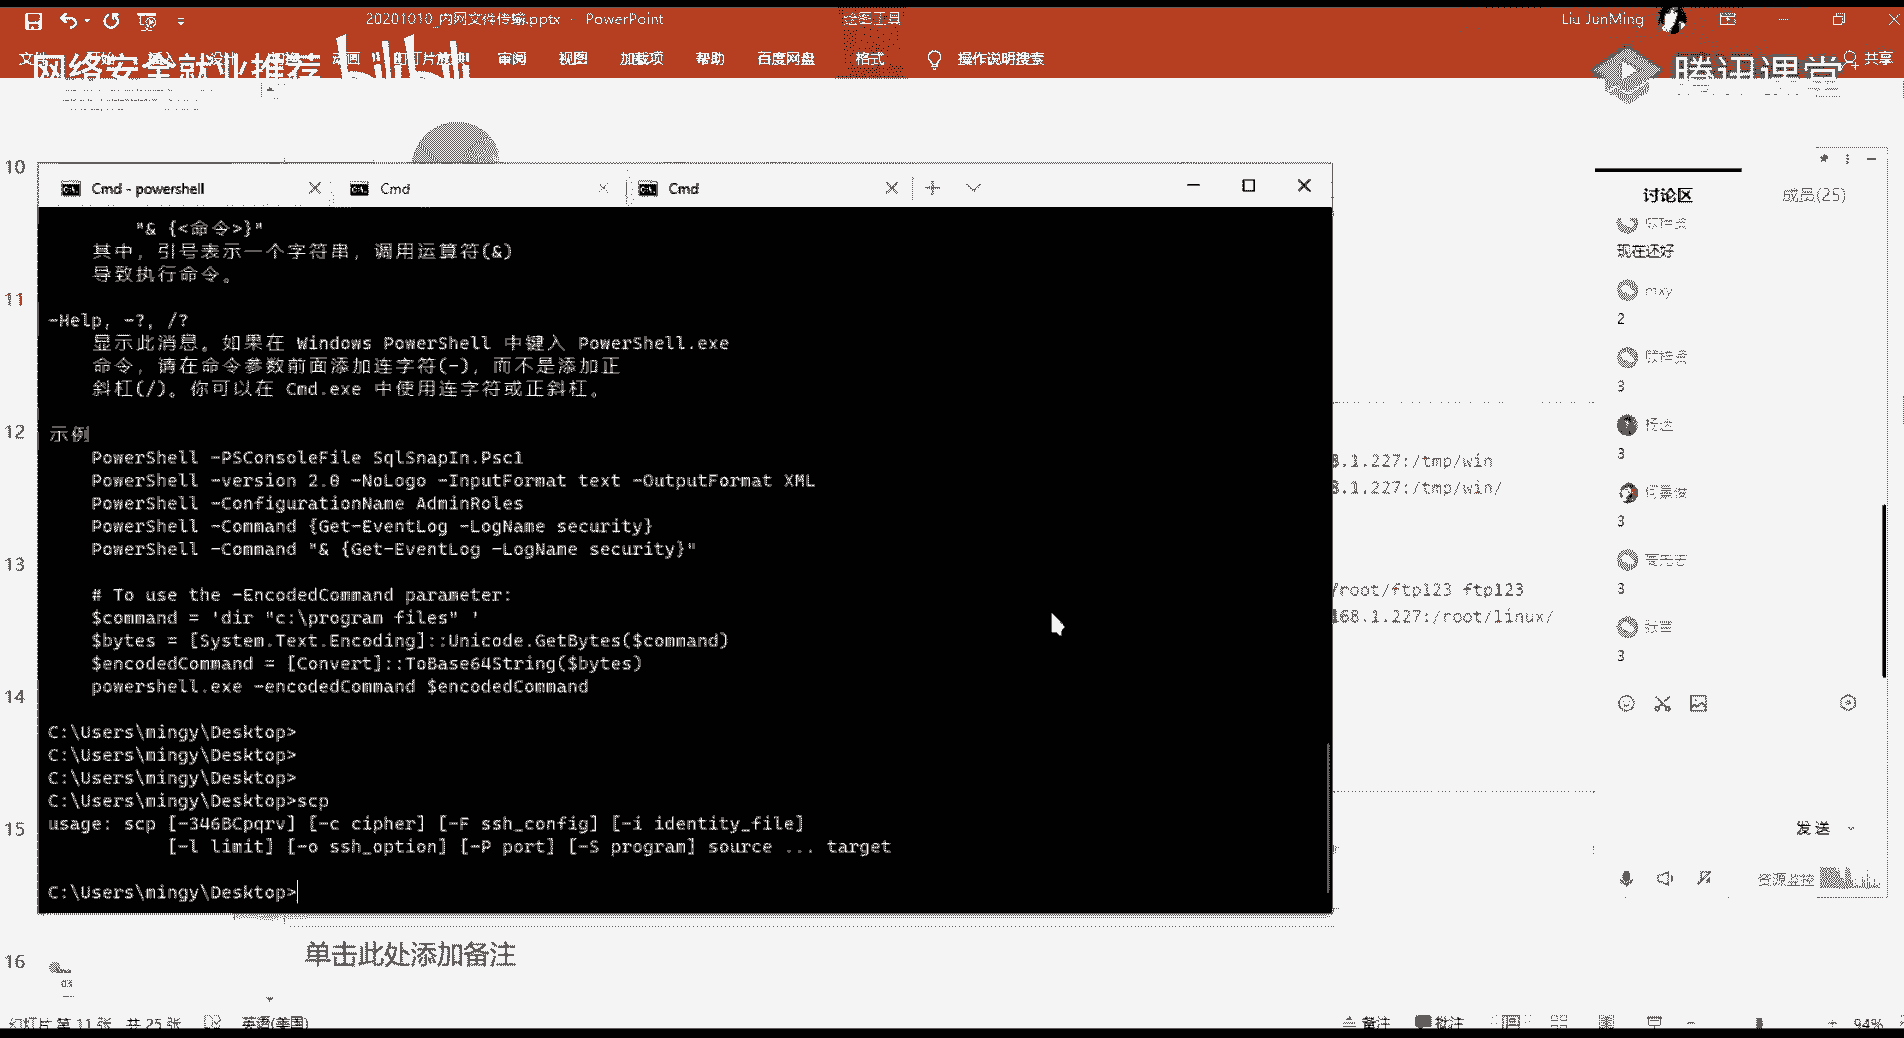 20201010_内网文件传输.pptx - PowerPoint
绘图工具
Liu JunMing
审阅 视图 加载项 帮助 百度网盘 格式 操作说明搜索
共享
网络安全就业推荐 bilibili
腾讯课堂
10
11
12
13
14
15
16
Cmd - powershell
Cmd
Cmd
"& {<命令>}"
其中，引号表示一个字符串，调用运算符(&)
导致执行命令。
-Help, -?, /?
显示此消息。如果在 Windows PowerShell 中键入 PowerShell.exe
命令，请在命令参数前面添加连字符(-)，而不是添加正
斜杠(/)。你可以在 Cmd.exe 中使用连字符或正斜杠。
示例
PowerShell -PSConsoleFile SqlSnapIn.Psc1
PowerShell -version 2.0 -NoLogo -InputFormat text -OutputFormat XML
PowerShell -ConfigurationName AdminRoles
PowerShell -Command {Get-EventLog -LogName security}
PowerShell -Command "& {Get-EventLog -LogName security}"
# To use the -EncodedCommand parameter:
$command = 'dir "c:\program files" '
$bytes = [System.Text.Encoding]::Unicode.GetBytes($command)
$encodedCommand = [Convert]::ToBase64String($bytes)
powershell.exe -encodedCommand $encodedCommand
C:\Users\mingy\Desktop>
C:\Users\mingy\Desktop>
C:\Users\mingy\Desktop>
C:\Users\mingy\Desktop>scp
usage: scp [-346BCpqrv] [-c cipher] [-F ssh_config] [-i identity_file]
[-l limit] [-o ssh_option] [-P port] [-S program] source ... target
C:\Users\mingy\Desktop>
8.1.227:/tmp/win
8.1.227:/tmp/win/
/root/ftp123 ftp123
168.1.227:/root/linux/
讨论区
成员(25)
现在还好
mxy
2
3
3
3
3
3
发送
资源监控
单击此处添加备注
03
幻灯片 第 11 张，共 25 张
英语(美国)
备注
批注
94%